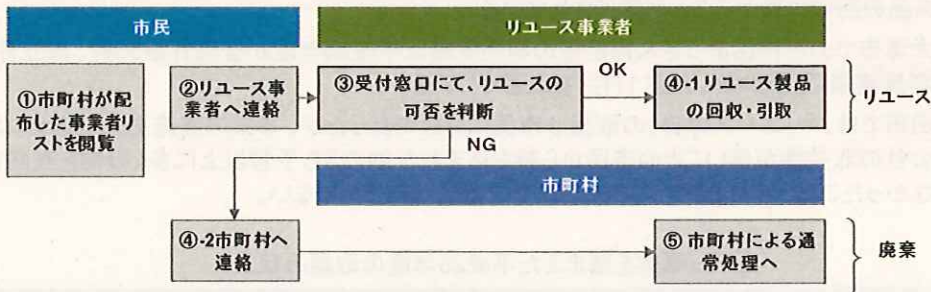 市民
リユース事業者
①市町村が配
布した事業者リ
ストを閲覧
②リユース事
業者へ連絡
③受付窓口にて、リユースの
可否を判断
OK
④-1リユース製品
の回収・引取
リユース
NG
市町村
④-2市町村へ
連絡
⑤市町村による通
常処理へ
廃棄